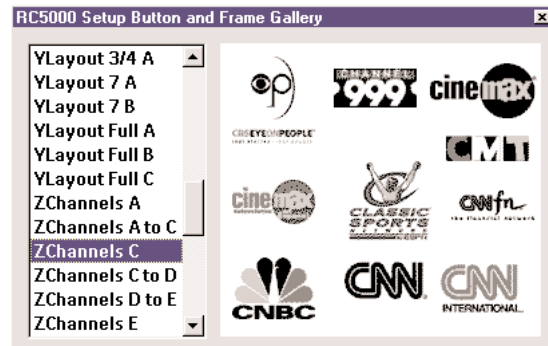 RC5000 Setup Button and Frame Gallery
YLayout 3/4 A
YLayout 7 A
YLayout 7 B
YLayout Full A
YLayout Full B
YLayout Full C
ZChannels A
ZChannels A to C
ZChannels C
ZChannels C to D
ZChannels D to E
ZChannels E
CBS EYE ON PEOPLE
CHANNEL
999
cinemax
CMT
cinemax
CLASSIC
SPORTS
ESPN
CNNfn
the financial network
CNBC
CNN
CNN
INTERNATIONAL